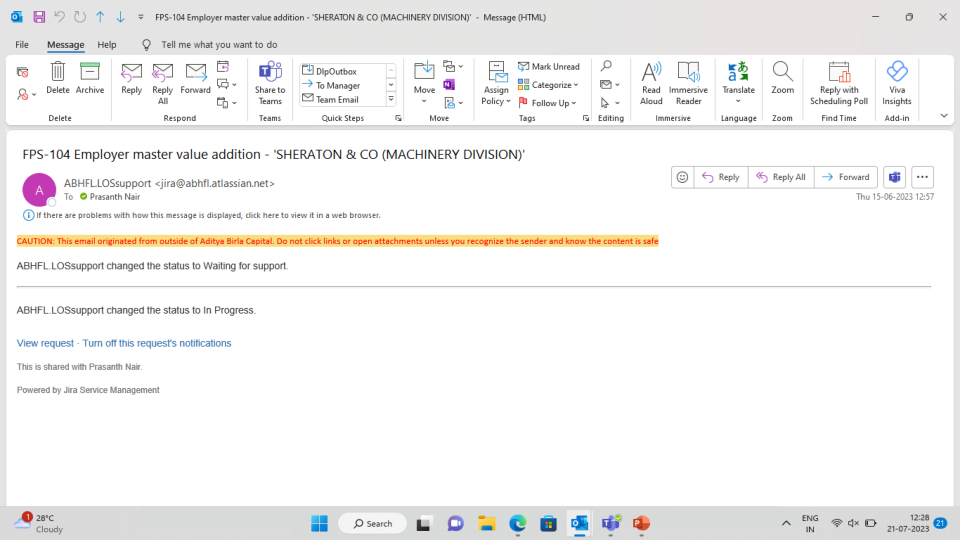 FPS-104 Employer master value addition - 'SHERATON & CO (MACHINERY DIVISION)' - Message (HTML)
File Message Help Tell me what you want to do
Delete Archive
Delete
Reply Reply All Forward
Respond
Share to Teams
Teams
DlpOutbox
To Manager
Team Email
Quick Steps
Move
Move
Assign Policy
Mark Unread
Categorize
Follow Up
Tags
Editing
Read Aloud Immersive Reader
Immersive
Translate
Language
Zoom
Zoom
Reply with Scheduling Poll
Find Time
Viva Insights
Add-in
FPS-104 Employer master value addition - 'SHERATON & CO (MACHINERY DIVISION)'
A
ABHFL.LOSsupport <jira@abhfl.atlassian.net>
To Prasanth Nair
Reply Reply All Forward
Thu 15-06-2023 12:57
If there are problems with how this message is displayed, click here to view it in a web browser.
CAUTION: This email originated from outside of Aditya Birla Capital. Do not click links or open attachments unless you recognize the sender and know the content is safe
ABHFL.LOSsupport changed the status to Waiting for support.
ABHFL.LOSsupport changed the status to In Progress.
View request · Turn off this request's notifications
This is shared with Prasanth Nair.
Powered by Jira Service Management
1
28°C
Cloudy
Search
ENG
IN
12:28
21-07-2023
21